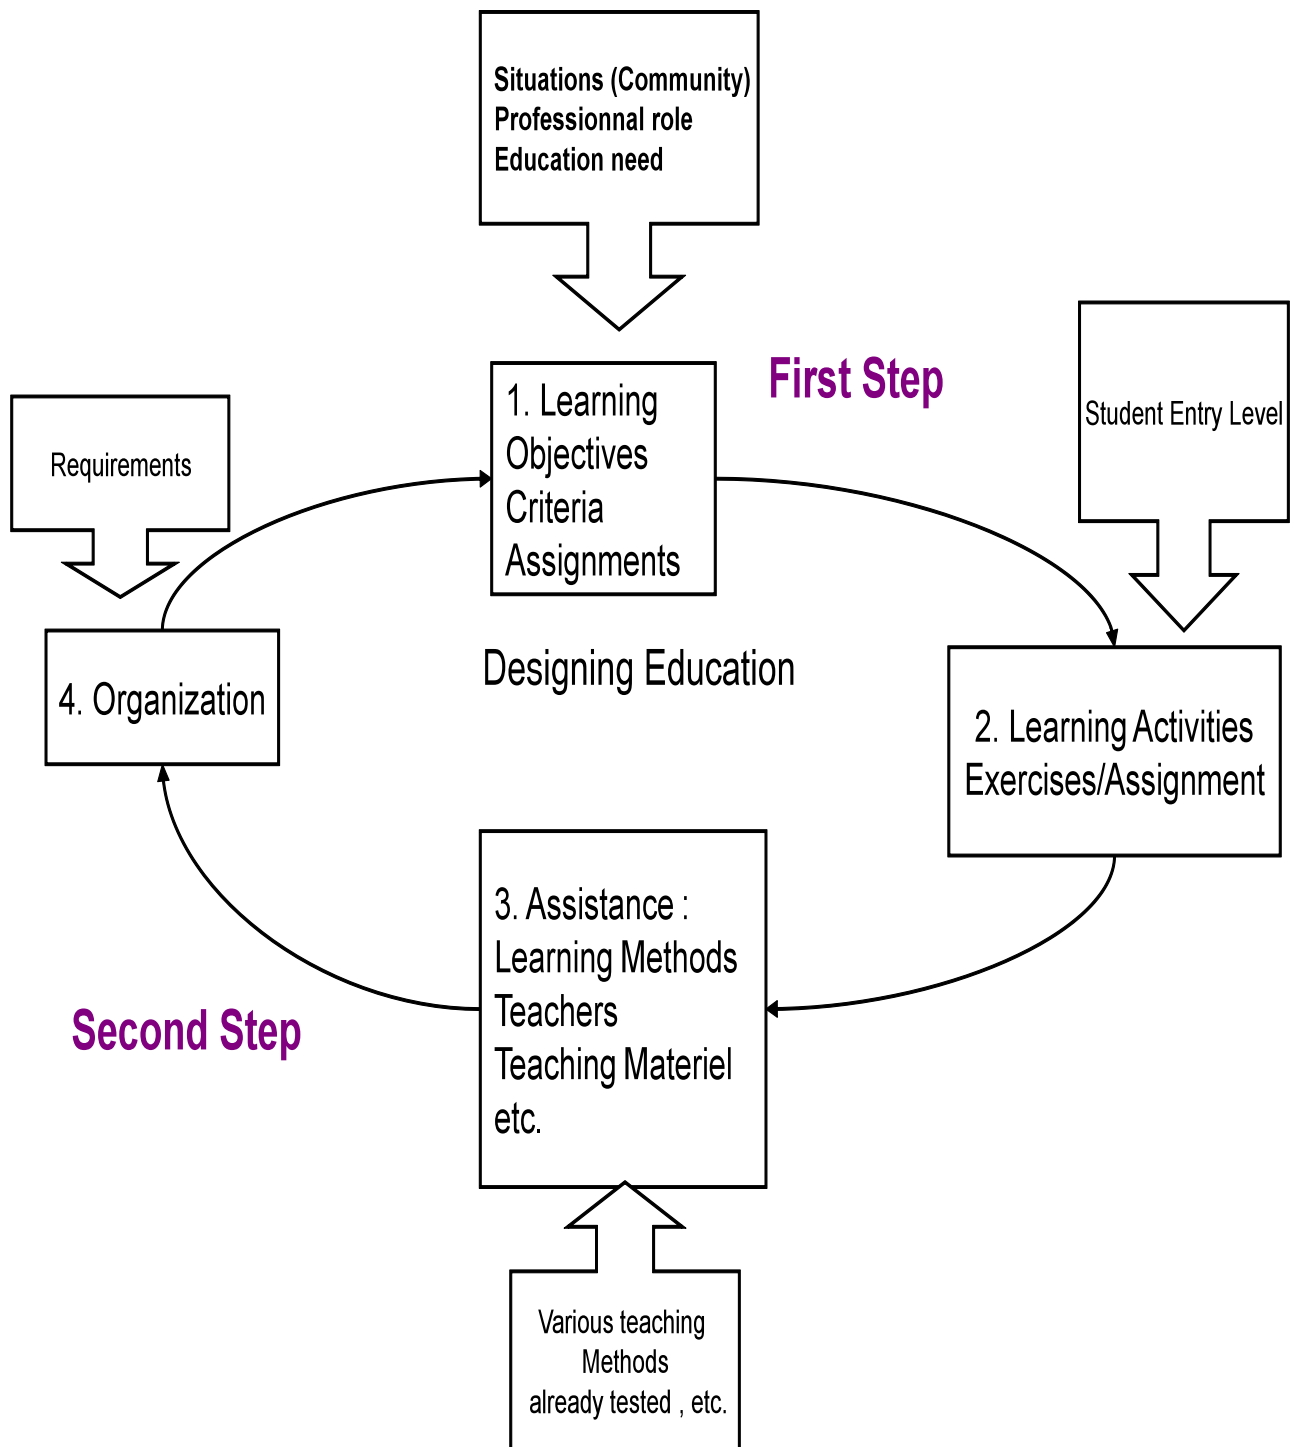 Situations (Community)
Professionnal role
Education need
First Step
Student Entry Level
1. Learning
Objectives
Criteria
Assignments
Requirements
Designing Education
4. Organization
2. Learning Activities
Exercises/Assignment
3. Assistance :
Learning Methods
Teachers
Teaching Materiel
etc.
Second Step
Various teaching
Methods
already tested , etc.